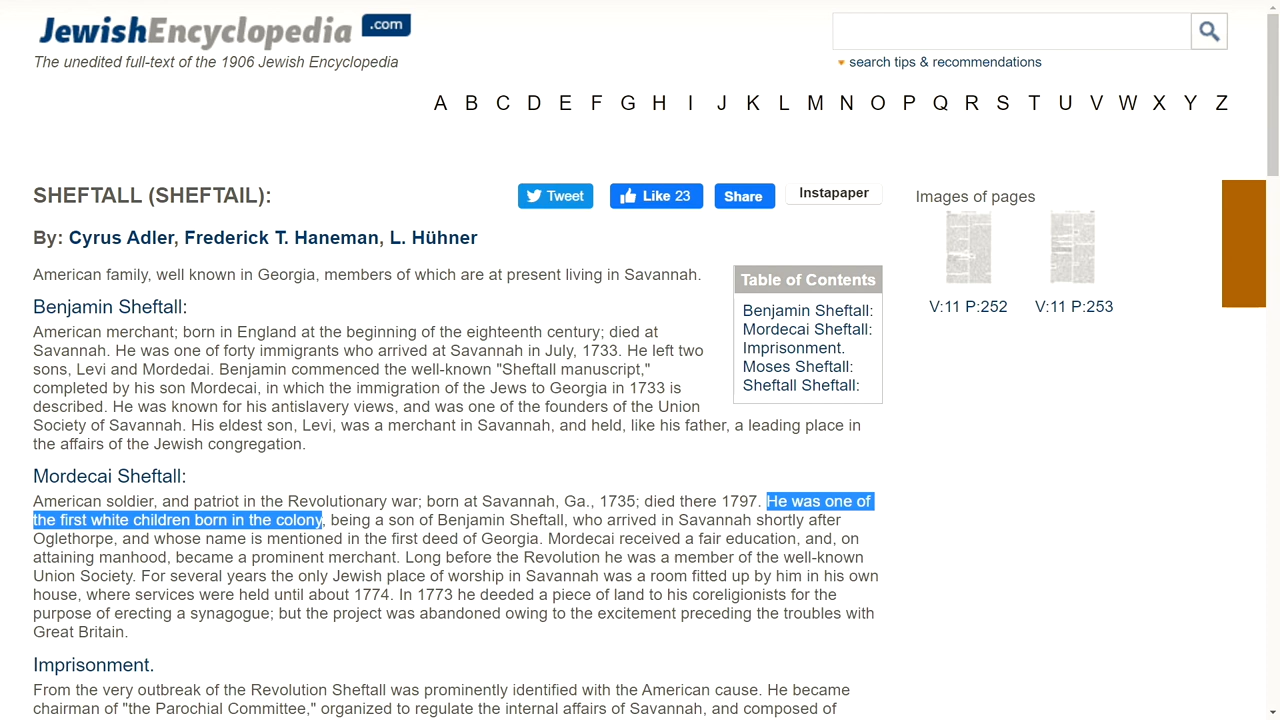 JewishEncyclopedia .com
The unedited full-text of the 1906 Jewish Encyclopedia
search tips & recommendations
A B C D E F G H I J K L M N O P Q R S T U V W X Y Z
SHEFTALL (SHEFTAIL):
Tweet
Like 23
Share
Instapaper
By: Cyrus Adler, Frederick T. Haneman, L. Hühner
American family, well known in Georgia, members of which are at present living in Savannah.
Table of Contents
Benjamin Sheftall:
Mordecai Sheftall:
Imprisonment.
Moses Sheftall:
Sheftall Sheftall:
Benjamin Sheftall:
American merchant; born in England at the beginning of the eighteenth century; died at
Savannah. He was one of forty immigrants who arrived at Savannah in July, 1733. He left two
sons, Levi and Mordedai. Benjamin commenced the well-known "Sheftall manuscript,"
completed by his son Mordecai, in which the immigration of the Jews to Georgia in 1733 is
described. He was known for his antislavery views, and was one of the founders of the Union
Society of Savannah. His eldest son, Levi, was a merchant in Savannah, and held, like his father, a leading place in
the affairs of the Jewish congregation.
Mordecai Sheftall:
American soldier, and patriot in the Revolutionary war; born at Savannah, Ga., 1735; died there 1797. He was one of
the first white children born in the colony, being a son of Benjamin Sheftall, who arrived in Savannah shortly after
Oglethorpe, and whose name is mentioned in the first deed of Georgia. Mordecai received a fair education, and, on
attaining manhood, became a prominent merchant. Long before the Revolution he was a member of the well-known
Union Society. For several years the only Jewish place of worship in Savannah was a room fitted up by him in his own
house, where services were held until about 1774. In 1773 he deeded a piece of land to his coreligionists for the
purpose of erecting a synagogue; but the project was abandoned owing to the excitement preceding the troubles with
Great Britain.
Imprisonment.
From the very outbreak of the Revolution Sheftall was prominently identified with the American cause. He became
chairman of "the Parochial Committee," organized to regulate the internal affairs of Savannah, and composed of
Images of pages
V:11 P:252
V:11 P:253